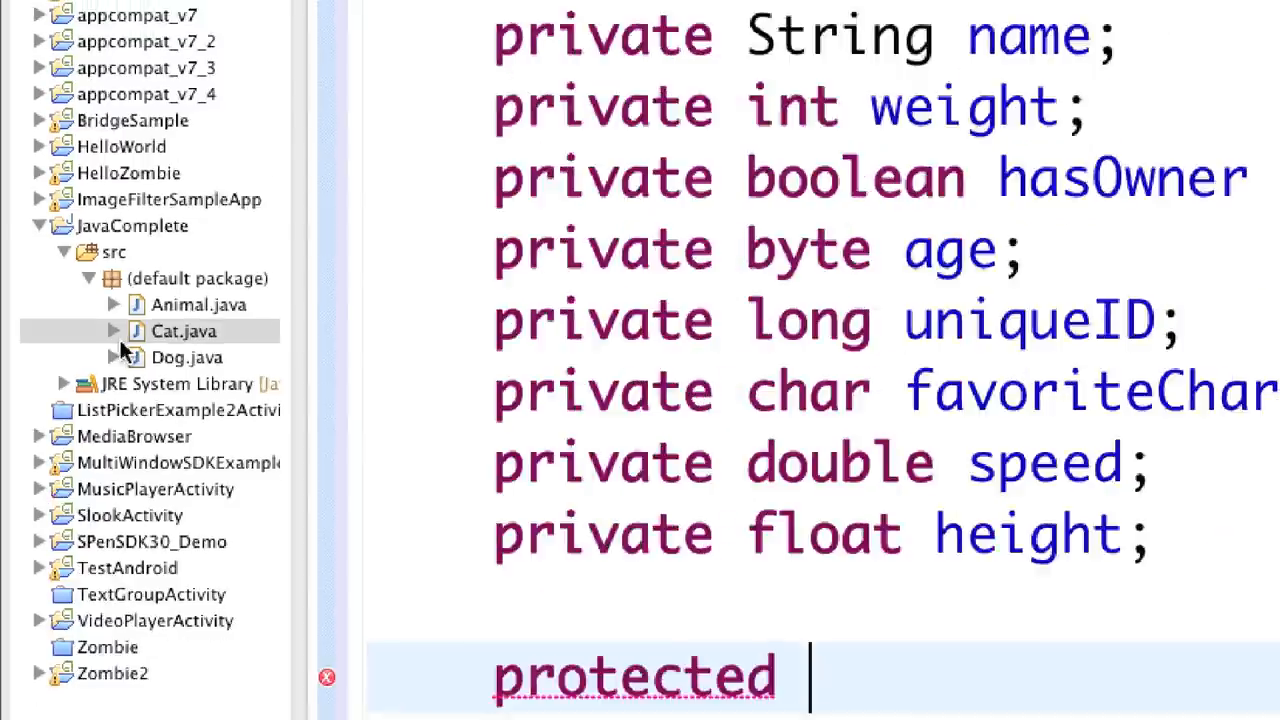 appcompat_v7
appcompat_v7_2
appcompat_v7_3
appcompat_v7_4
BridgeSample
HelloWorld
HelloZombie
ImageFilterSampleApp
JavaComplete
src
(default package)
Animal.java
Cat.java
Dog.java
JRE System Library [Ja
ListPickerExample2Activi
MediaBrowser
MultiWindowSDKExample
MusicPlayerActivity
SlookActivity
SPenSDK30_Demo
TestAndroid
TextGroupActivity
VideoPlayerActivity
Zombie
Zombie2
private String name;
private int weight;
private boolean hasOwner
private byte age;
private long uniqueID;
private char favoriteChar
private double speed;
private float height;
protected